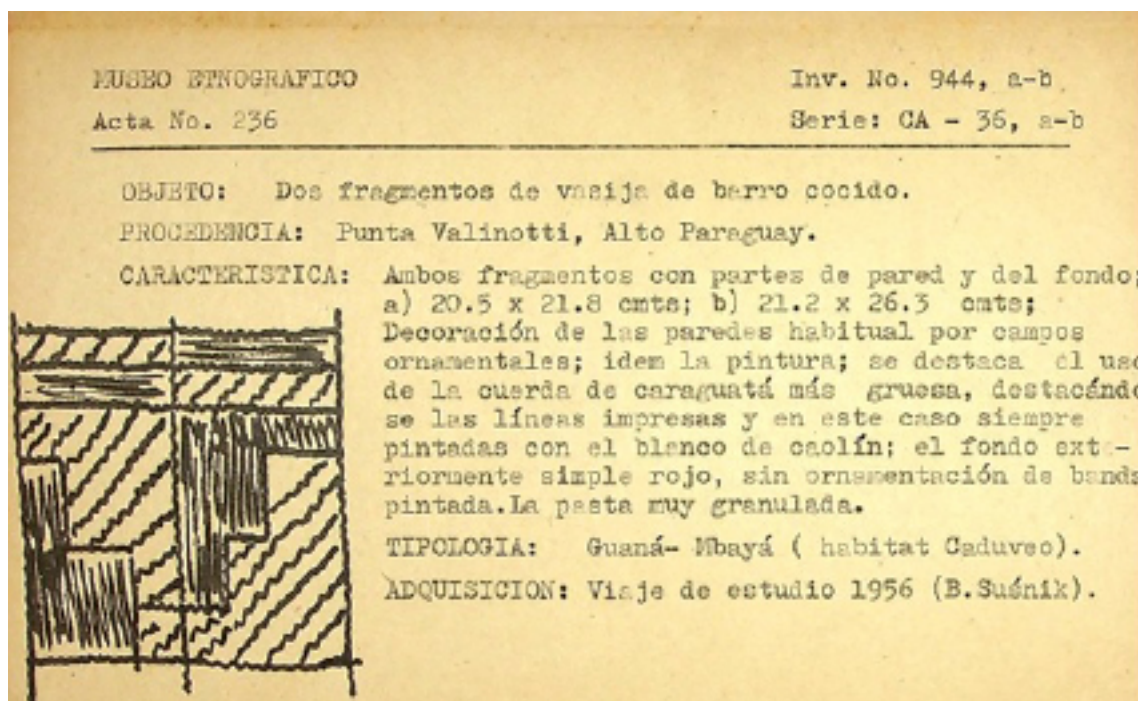 MUSEO ETNOGRAFICO
Inv. No. 944, a-b
Acta No. 236
Serie: CA - 36, a-b
OBJETO: Dos fragmentos de vasija de barro cocido.
PROCEDENCIA: Punta Valinotti, Alto Paraguay.
CARACTERISTICA: Ambos fragmentos con partes de pared y del fondo;
a) 20.5 x 21.8 cmts; b) 21.2 x 26.3 cmts;
Decoración de las paredes habitual por campos
ornamentales; idem la pintura; se destaca el uso
de la cuerda de caraguatá más gruesa, destacándo
se las líneas impresas y en este caso siempre
pintadas con el blanco de caolín; el fondo exte-
riormente simple rojo, sin ornamentación de banda
pintada.La pasta muy granulada.
TIPOLOGIA: Guaná- Mbayá ( habitat Caduveo).
ADQUISICION: Viaje de estudio 1956 (B.Suśnik).